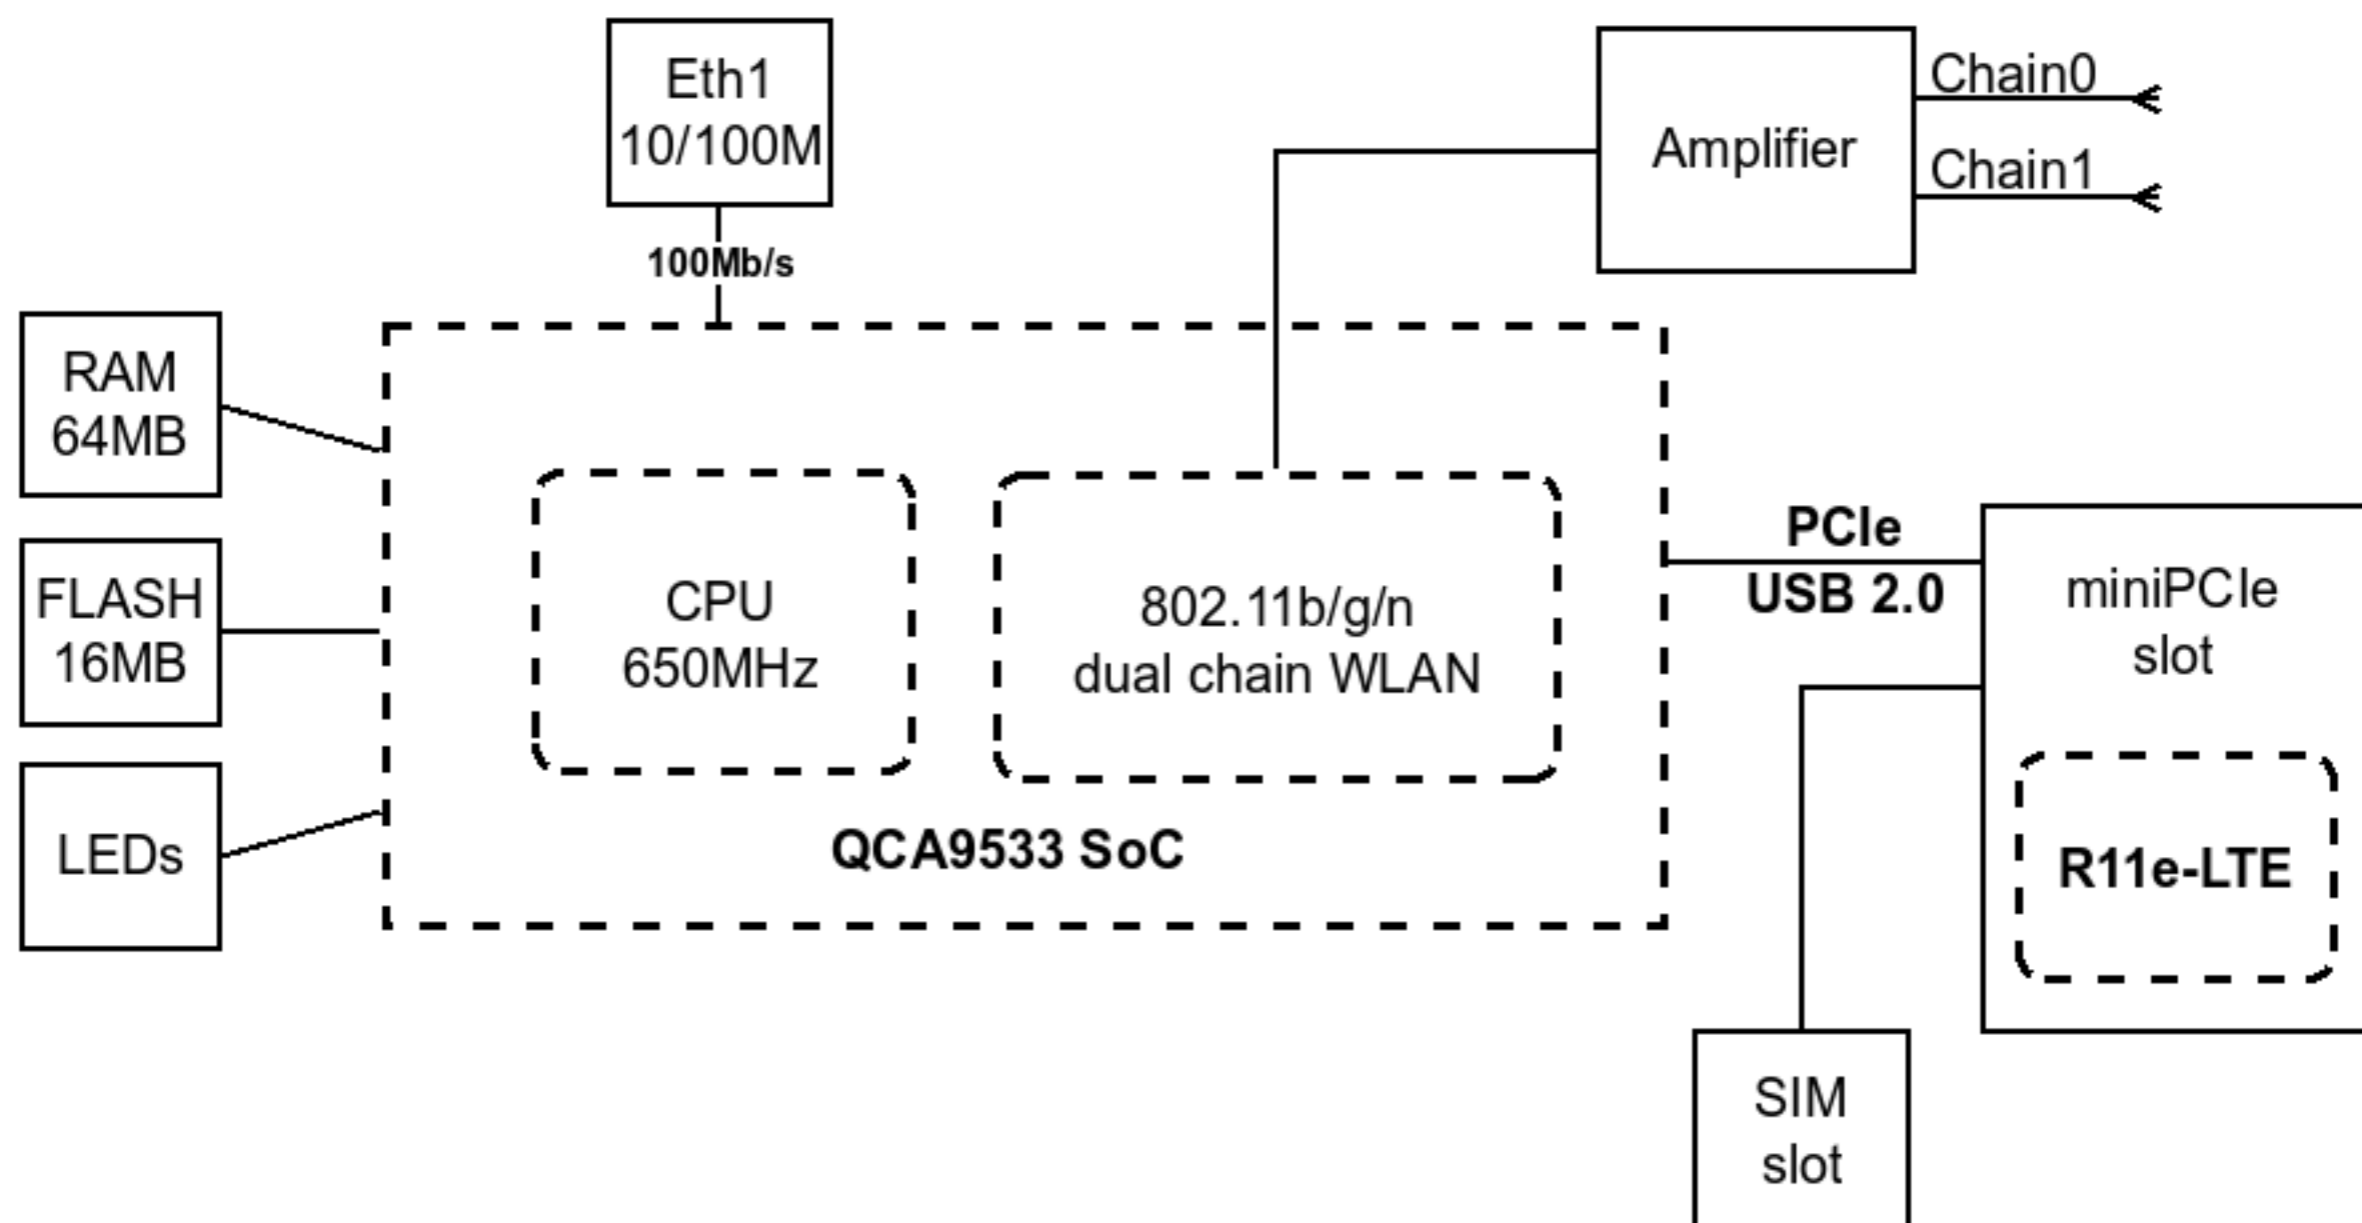 Eth1
10/100M
100Mb/s
Chain0
Amplifier
Chain1
RAM
64MB
FLASH
16MB
LEDs
CPU
650MHz
802.11b/g/n
dual chain WLAN
QCA9533 SoC
PCIe
USB 2.0
miniPCIe
slot
R11e-LTE
SIM
slot